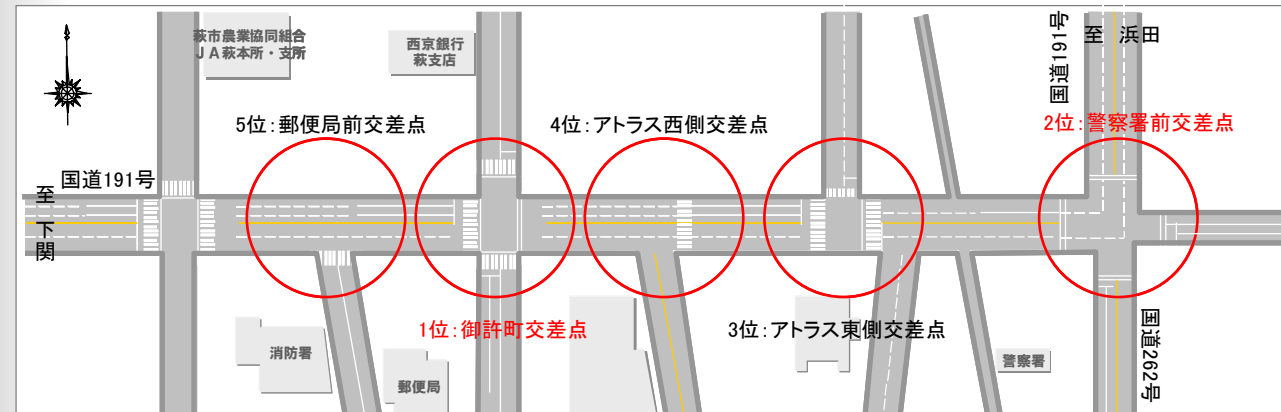 萩市農業協同組合
JA萩本所・支所
西京銀行
萩支店
国道191号
至 浜田
5位：郵便局前交差点
4位：アトラス西側交差点
2位：警察署前交差点
国道191号
至 下関
1位：御許町交差点
3位：アトラス東側交差点
消防署
郵便局
警察署
国道262号